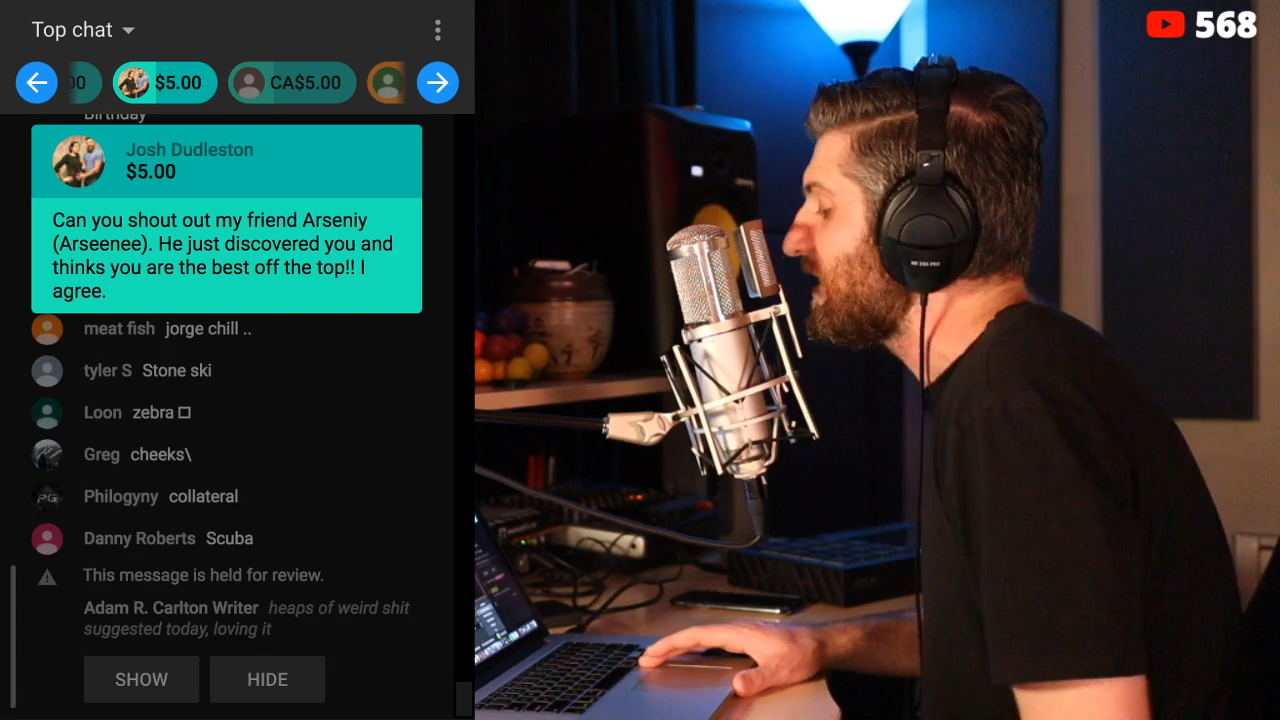 Top chat
568
00
$5.00
CA$5.00
Birthday
Josh Dudleston
$5.00
Can you shout out my friend Arseniy
(Arseenee). He just discovered you and
thinks you are the best off the top!! I
agree.
meat fish jorge chill ..
tyler S Stone ski
Loon zebra □
Greg cheeks\
PG Philogyny collateral
Danny Roberts Scuba
This message is held for review.
Adam R. Carlton Writer heaps of weird shit
suggested today, loving it
SHOW
HIDE